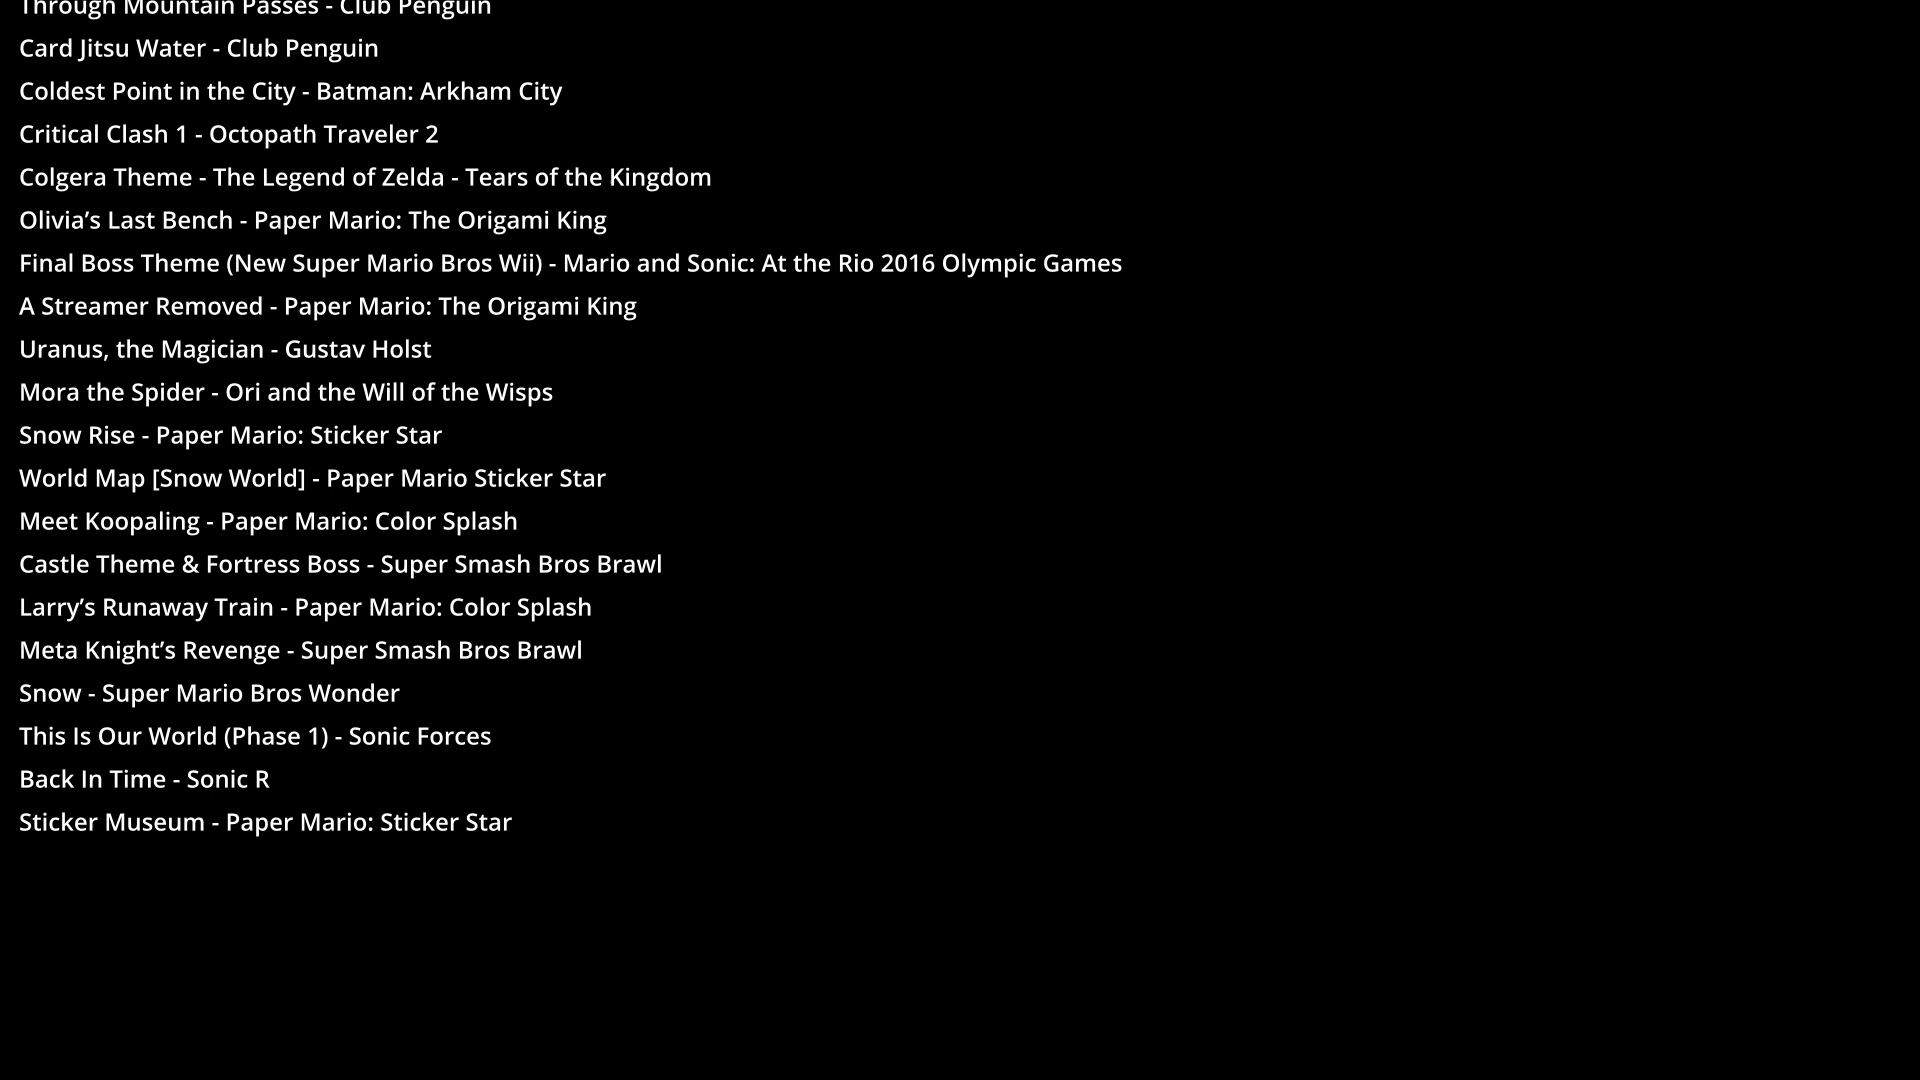 Through Mountain Passes - Club Penguin
Card Jitsu Water - Club Penguin
Coldest Point in the City - Batman: Arkham City
Critical Clash 1 - Octopath Traveler 2
Colgera Theme - The Legend of Zelda - Tears of the Kingdom
Olivia’s Last Bench - Paper Mario: The Origami King
Final Boss Theme (New Super Mario Bros Wii) - Mario and Sonic: At the Rio 2016 Olympic Games
A Streamer Removed - Paper Mario: The Origami King
Uranus, the Magician - Gustav Holst
Mora the Spider - Ori and the Will of the Wisps
Snow Rise - Paper Mario: Sticker Star
World Map [Snow World] - Paper Mario Sticker Star
Meet Koopaling - Paper Mario: Color Splash
Castle Theme & Fortress Boss - Super Smash Bros Brawl
Larry’s Runaway Train - Paper Mario: Color Splash
Meta Knight’s Revenge - Super Smash Bros Brawl
Snow - Super Mario Bros Wonder
This Is Our World (Phase 1) - Sonic Forces
Back In Time - Sonic R
Sticker Museum - Paper Mario: Sticker Star